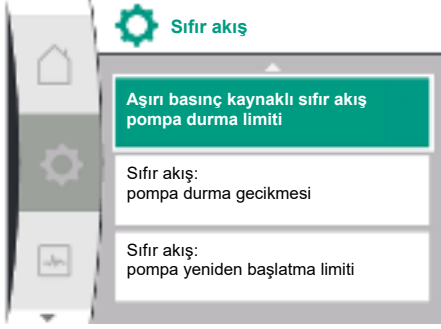 Sıfır akış
Aşırı basınç kaynaklı sıfır akış
pompa durma limiti
Sıfır akış:
pompa durma gecikmesi
Sıfır akış:
pompa yeniden başlatma limiti